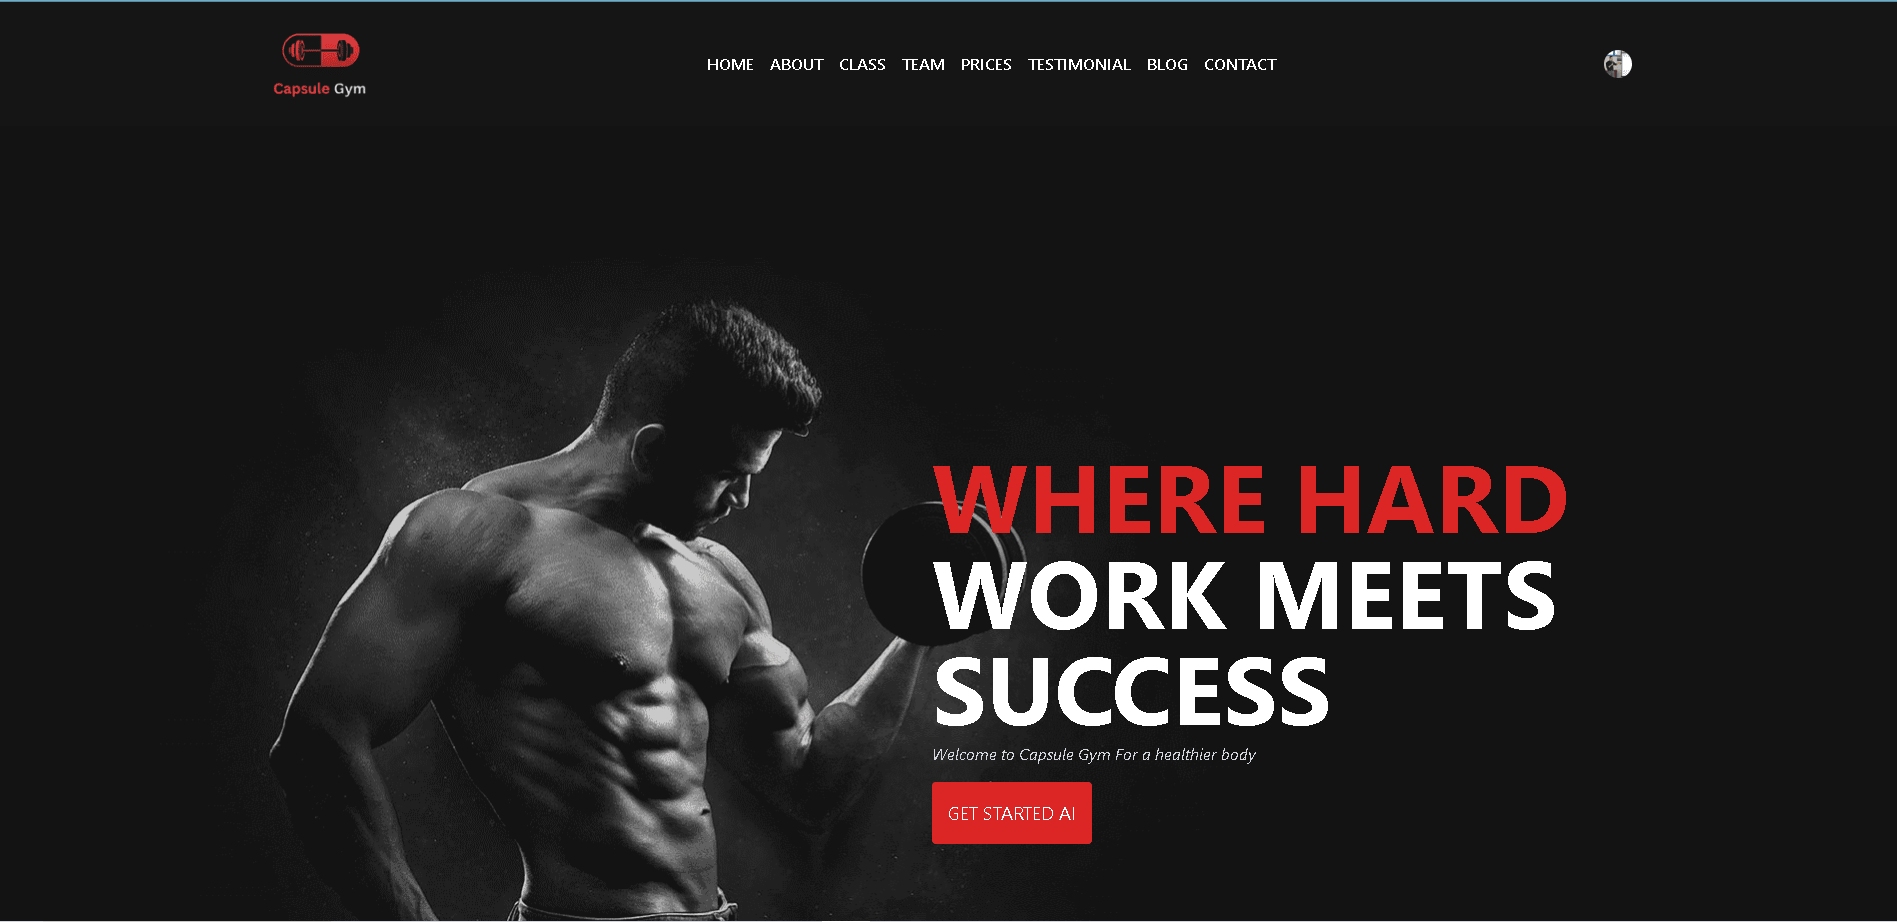 Capsule Gym
HOME ABOUT CLASS TEAM PRICES TESTIMONIAL BLOG CONTACT
WHERE HARD
WORK MEETS
SUCCESS
Welcome to Capsule Gym For a healthier body
GET STARTED AI